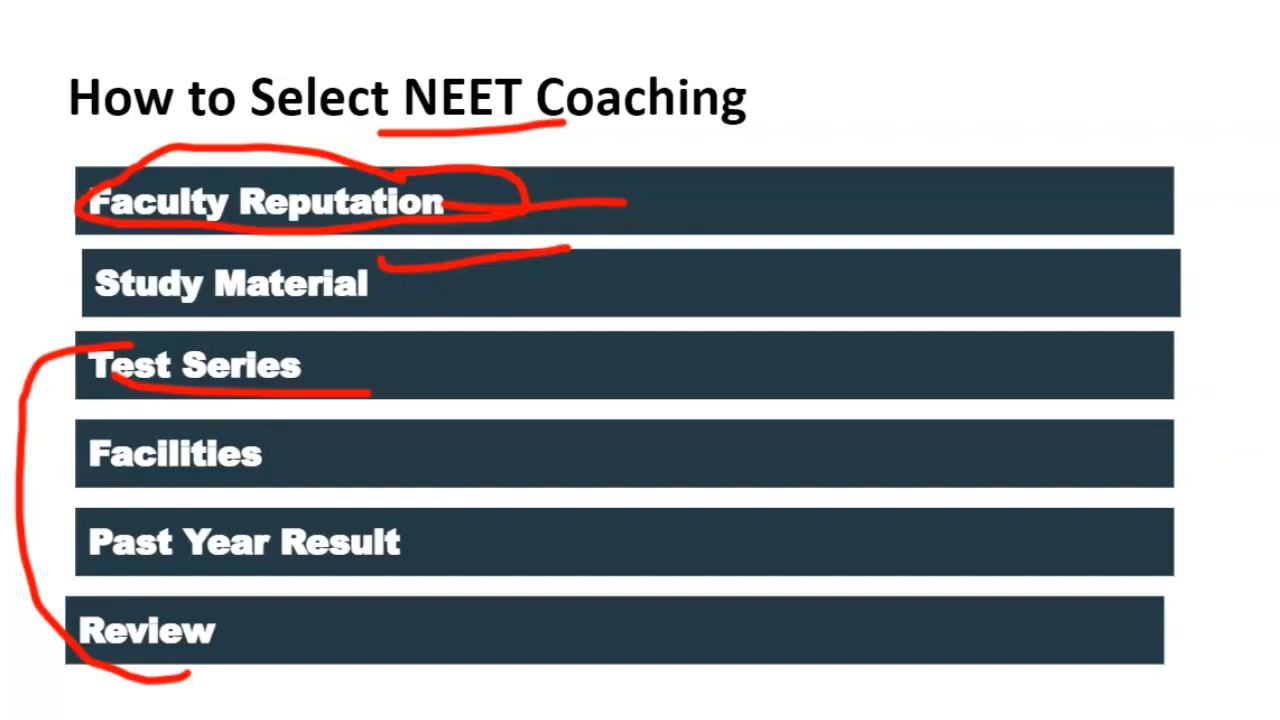 How to Select NEET Coaching
Faculty Reputation
Study Material
Test Series
Facilities
Past Year Result
Review